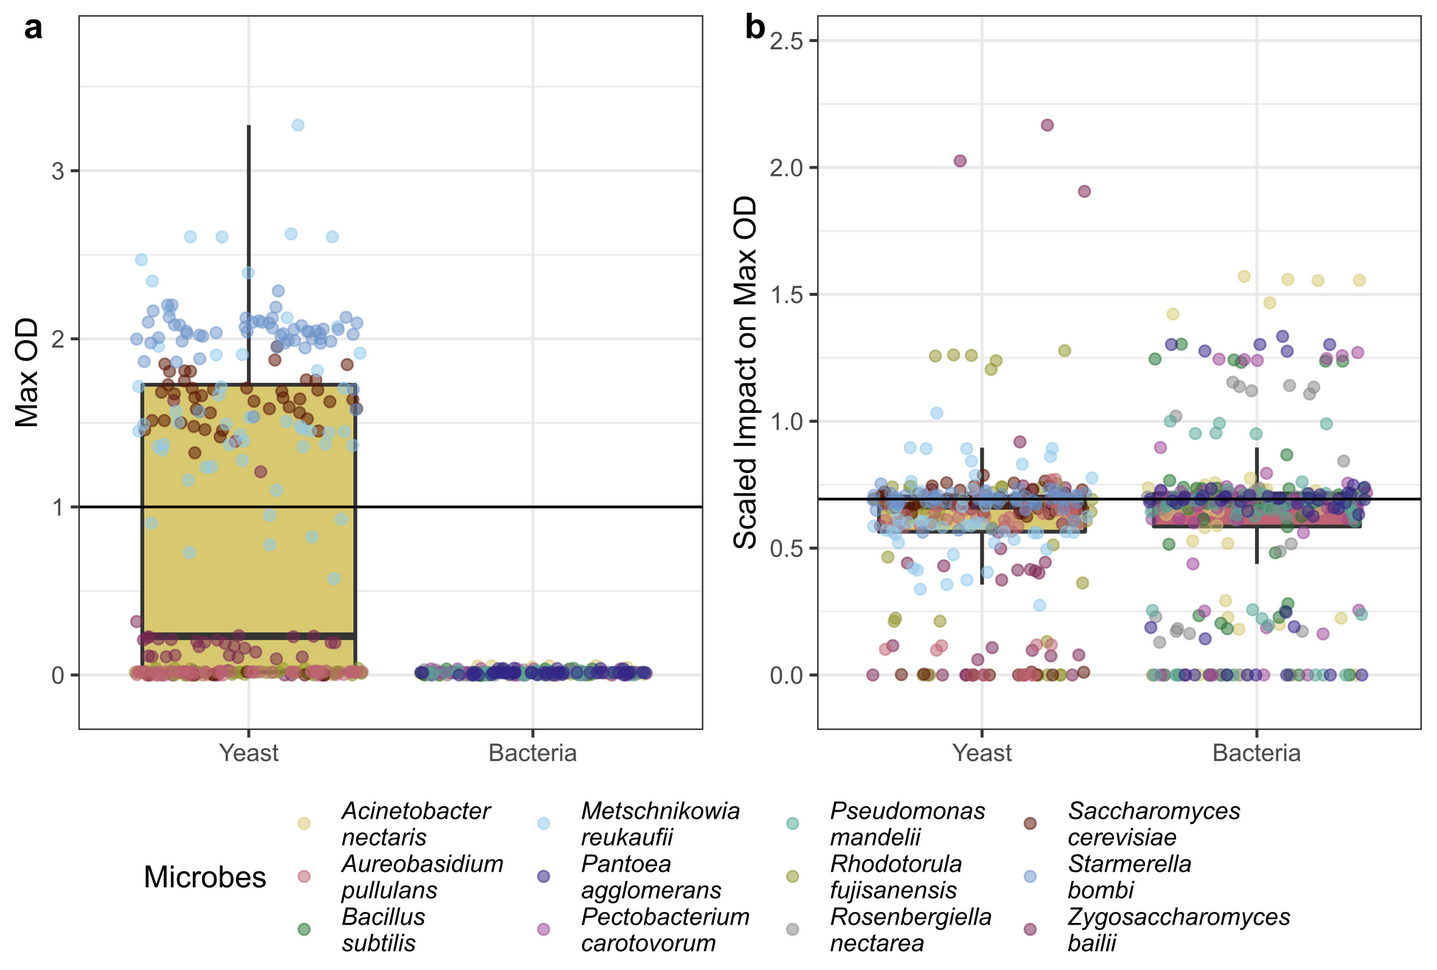 a
b
Max OD
3
2
1
0
Yeast
Bacteria
Scaled Impact on Max OD
2.5
2.0
1.5
1.0
0.5
0.0
Yeast
Bacteria
Microbes
Acinetobacter
nectaris
Aureobasidium
pullulans
Bacillus
subtilis
Metschnikowia
reukaufii
Pantoea
agglomerans
Pectobacterium
carotovorum
Pseudomonas
mandelii
Rhodotorula
fujisanensis
Rosenbergiella
nectarea
Saccharomyces
cerevisiae
Starmerella
bombi
Zygosaccharomyces
bailii